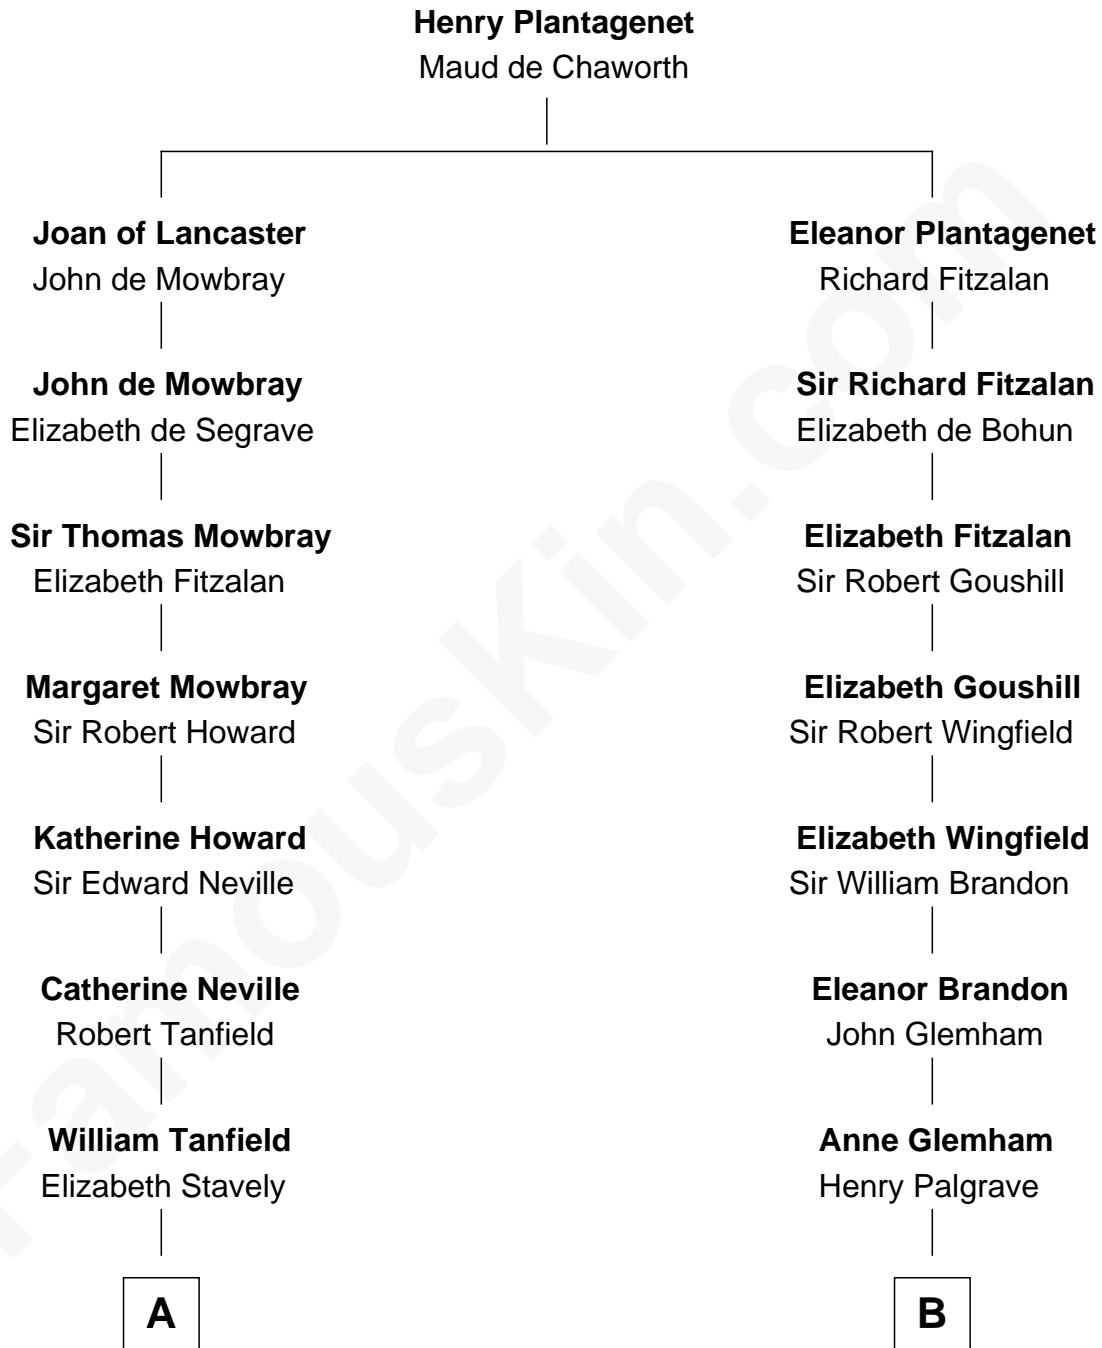 Henry Plantagenet
Maud de Chaworth
Joan of Lancaster
John de Mowbray
Eleanor Plantagenet
Richard Fitzalan
John de Mowbray
Elizabeth de Segrave
Sir Richard Fitzalan
Elizabeth de Bohun
Sir Thomas Mowbray
Elizabeth Fitzalan
Elizabeth Fitzalan
Sir Robert Goushill
Margaret Mowbray
Sir Robert Howard
Elizabeth Goushill
Sir Robert Wingfield
Katherine Howard
Sir Edward Neville
Elizabeth Wingfield
Sir William Brandon
Catherine Neville
Robert Tanfield
Eleanor Brandon
John Glemham
William Tanfield
Elizabeth Stavely
Anne Glemham
Henry Palgrave
A
B
FamousKin.com